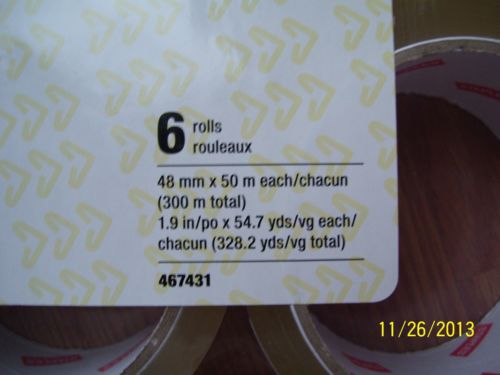 6 rolls
rouleaux
48 mm x 50 m each/chacun
(300 m total)
1.9 in/po x 54.7 yds/vg each/
chacun (328.2 yds/vg total)
467431
11/26/2013